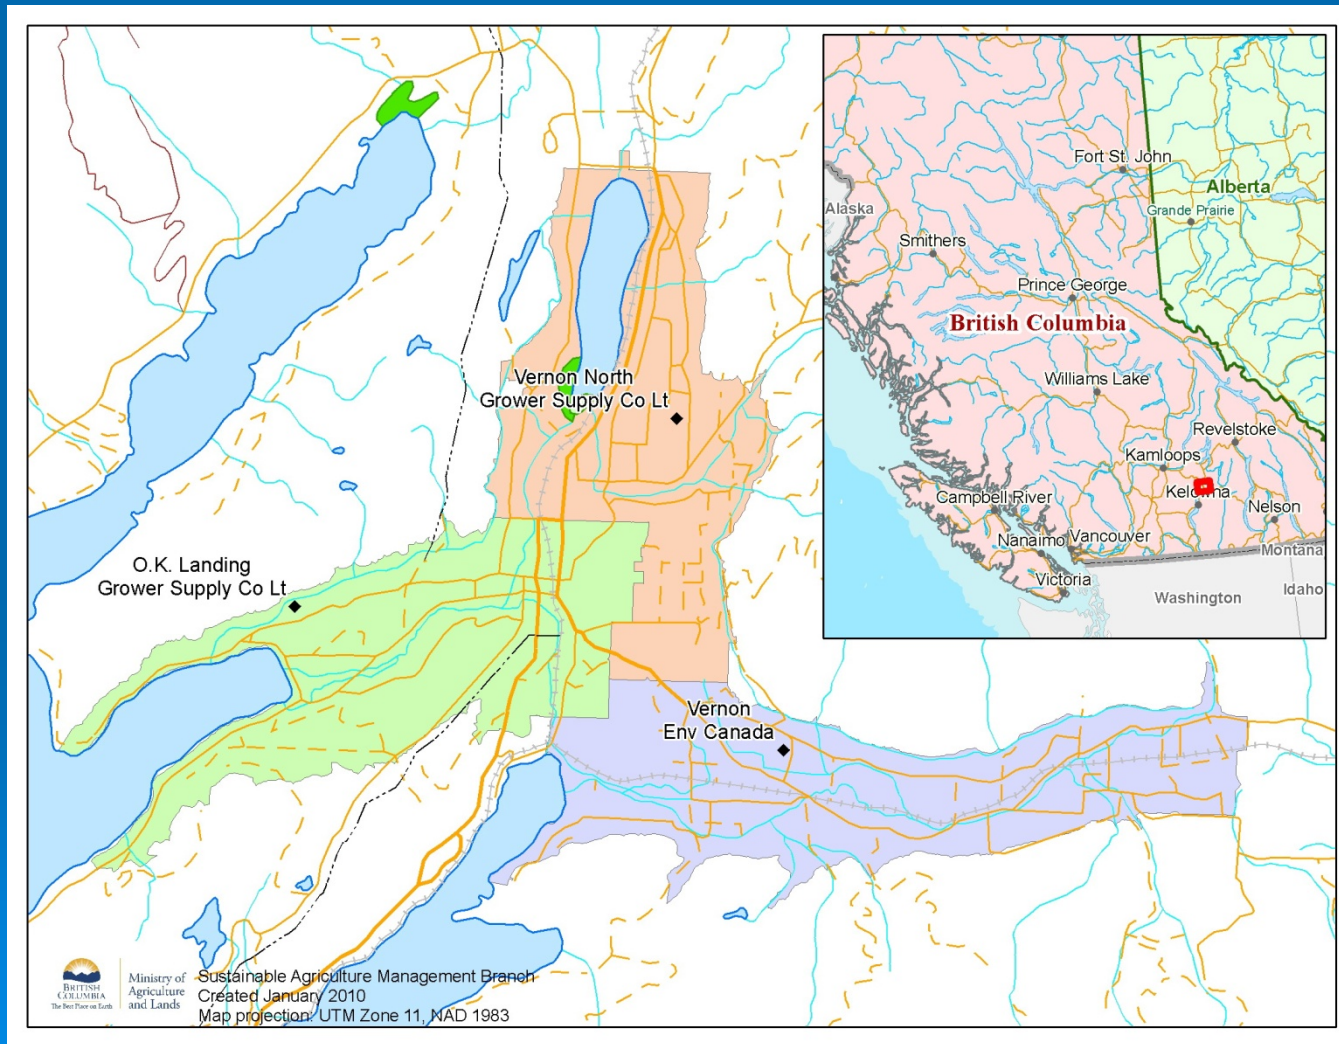 Fort St. John
Alberta
Alaska
Grande Prairie
Smithers
Prince George
British Columbia
Williams Lake
Revelstoke
Kamloops
Campbell River
Nelson
Nanaimo
Vancouver
Montana
Victoria
Washington
Idaho
Vernon North
Grower Supply Co Lt
O.K. Landing
Grower Supply Co Lt
Vernon
Env Canada
BRITISH
COLUMBIA
The Best Place on Earth
Ministry of
Agriculture
and Lands
Sustainable Agriculture Management Branch
Created January 2010
Map projection: UTM Zone 11, NAD 1983